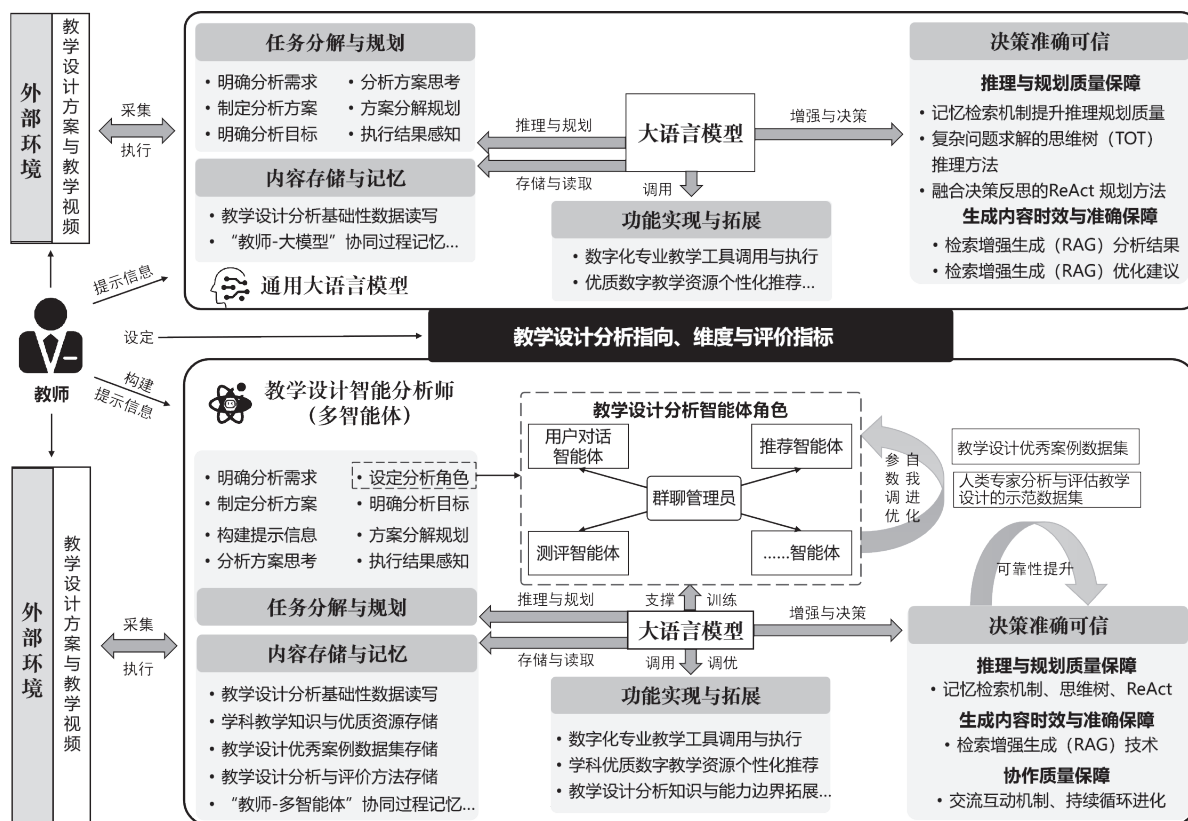 外部环境
教学设计方案与教学视频
采集
执行
任务分解与规划
• 明确分析需求
• 制定分析方案
• 明确分析目标
• 分析方案思考
• 方案分解规划
• 执行结果感知
内容存储与记忆
• 教学设计分析基础性数据读写
• “教师-大模型”协同过程记忆...
通用大语言模型
推理与规划
存储与读取
大语言模型
调用
增强与决策
功能实现与拓展
• 数字化专业教学工具调用与执行
• 优质数字教学资源个性化推荐...
决策准确可信
推理与规划质量保障
• 记忆检索机制提升推理规划质量
• 复杂问题求解的思维树（TOT）
推理方法
• 融合决策反思的ReAct 规划方法
生成内容时效与准确保障
• 检索增强生成（RAG）分析结果
• 检索增强生成（RAG）优化建议
提示信息
设定
教师
构建
提示信息
教学设计分析指向、维度与评价指标
外部环境
教学设计方案与教学视频
采集
执行
教学设计智能分析师
（多智能体）
• 明确分析需求
• 制定分析方案
• 构建提示信息
• 分析方案思考
• 设定分析角色
• 明确分析目标
• 方案分解规划
• 执行结果感知
任务分解与规划
内容存储与记忆
• 教学设计分析基础性数据读写
• 学科教学知识与优质资源存储
• 教学设计优秀案例数据集存储
• 教学设计分析与评价方法存储
• “教师-多智能体”协同过程记忆...
教学设计分析智能体角色
用户对话
智能体
推荐智能体
群聊管理员
测评智能体
......智能体
参数调优
自我进化
教学设计优秀案例数据集
人类专家分析与评估教学
设计的示范数据集
可靠性提升
推理与规划
存储与读取
支撑
训练
大语言模型
调用
调优
增强与决策
功能实现与拓展
• 数字化专业教学工具调用与执行
• 学科优质数字教学资源个性化推荐
• 教学设计分析知识与能力边界拓展...
决策准确可信
推理与规划质量保障
• 记忆检索机制、思维树、ReAct
生成内容时效与准确保障
• 检索增强生成（RAG）技术
协作质量保障
• 交流互动机制、持续循环进化